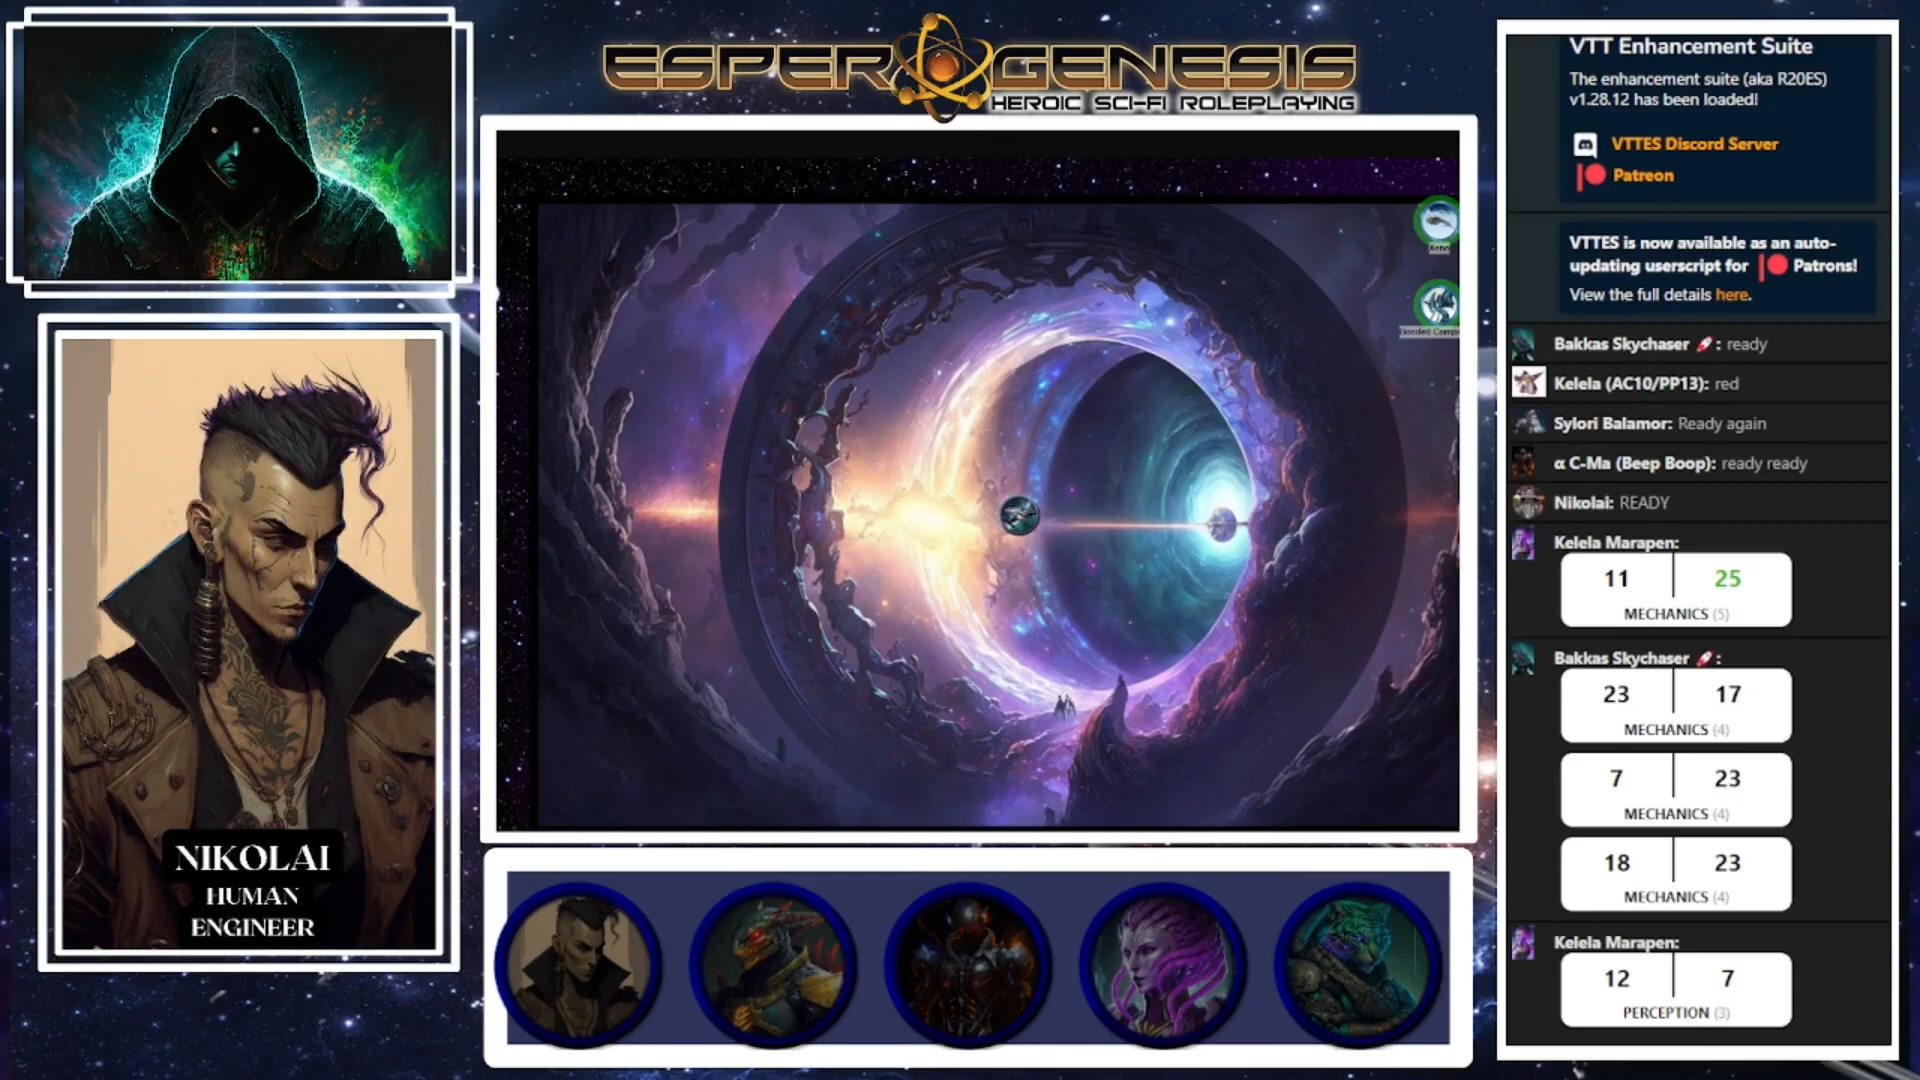 ESPER GENESIS
HEROIC SCI-FI ROLEPLAYING
NIKOLAI
HUMAN
ENGINEER
Xeno
VTT Enhancement Suite
The enhancement suite (aka R20ES)
v1.28.12 has been loaded!
VTTES Discord Server
Patreon
VTTES is now available as an auto-
updating userscript for Patrons!
View the full details here.
Bakkas Skychaser 🚀: ready
Kelela (AC10/PP13): red
Sylori Balamor: Ready again
α C-Ma (Beep Boop): ready ready
Nikolai: READY
Kelela Marapen:
11 25
MECHANICS (5)
Bakkas Skychaser 🚀:
23 17
MECHANICS (4)
7 23
MECHANICS (4)
18 23
MECHANICS (4)
Kelela Marapen:
12 7
PERCEPTION (3)